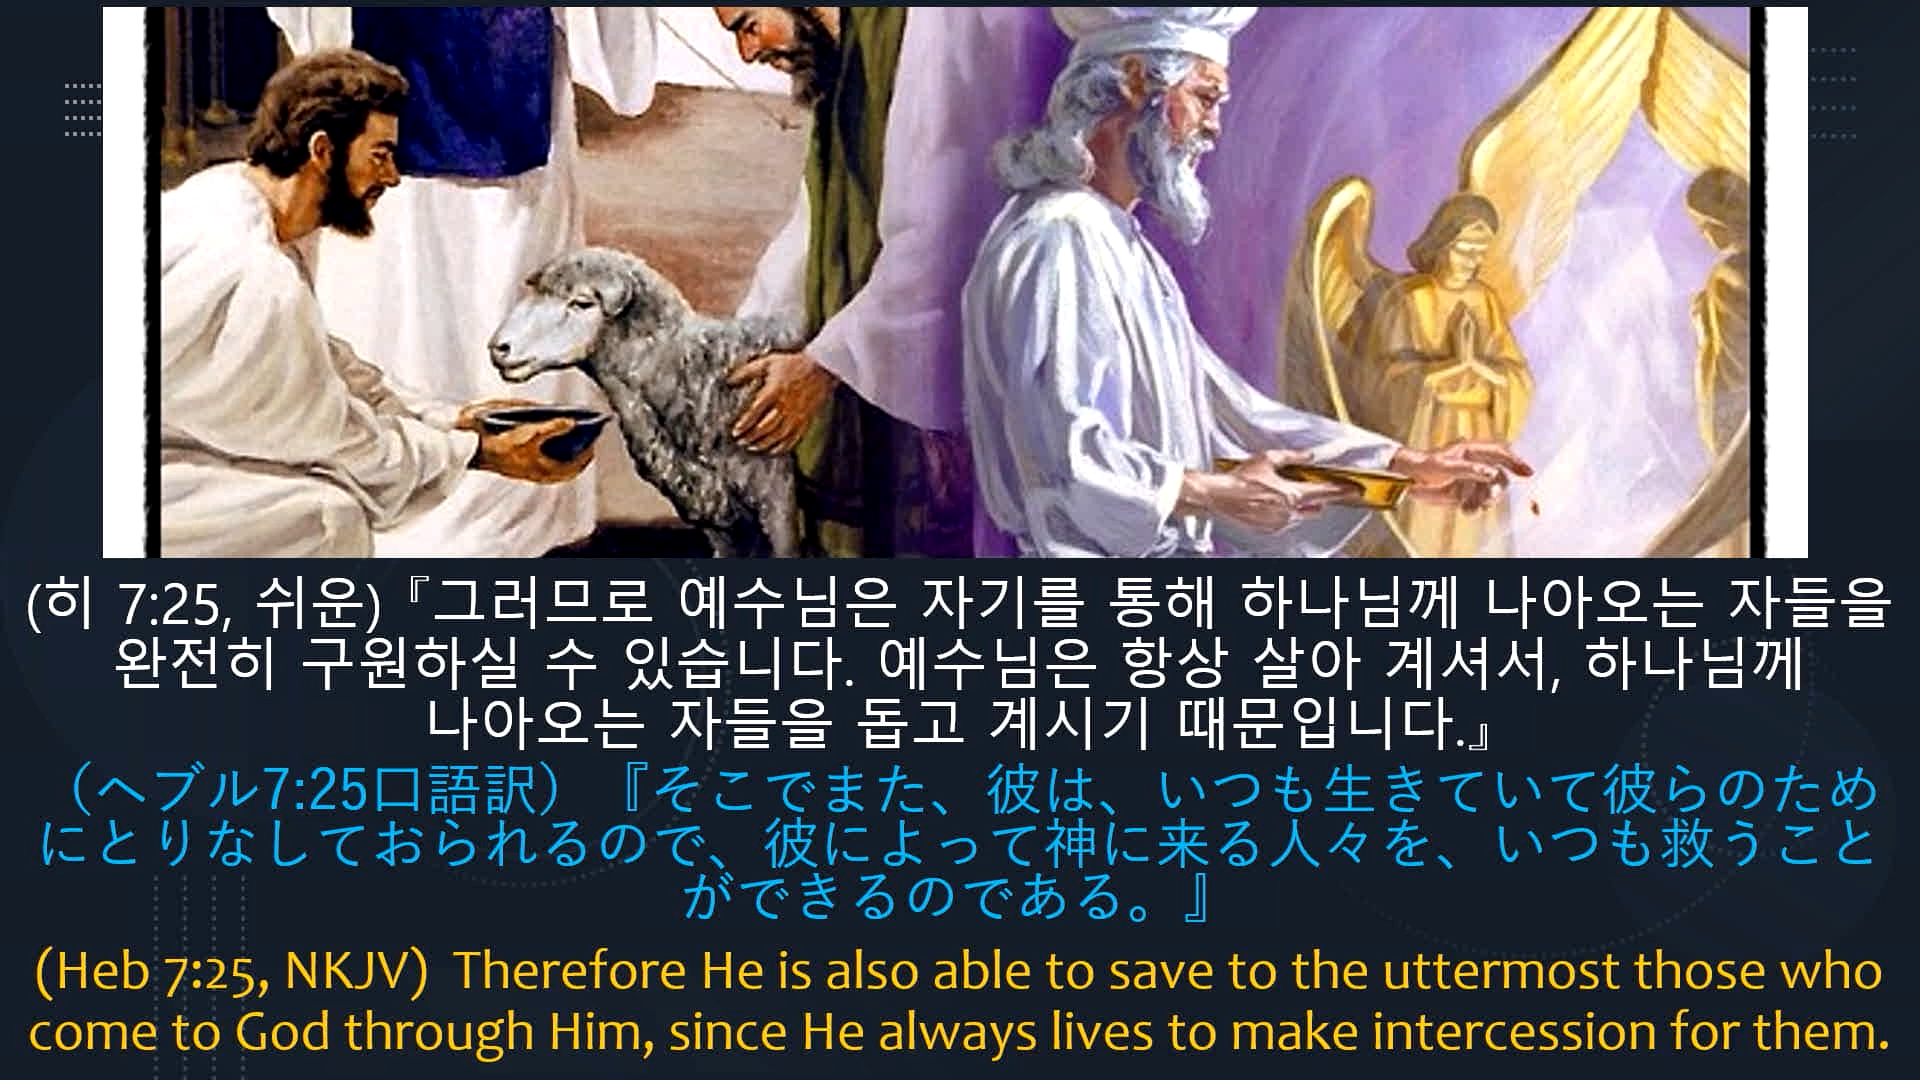 (히 7:25, 쉬운)『그러므로 예수님은 자기를 통해 하나님께 나아오는 자들을
완전히 구원하실 수 있습니다. 예수님은 항상 살아 계셔서, 하나님께
나아오는 자들을 돕고 계시기 때문입니다.』
（ヘブル7:25口語訳）『そこでまた、彼は、いつも生きていて彼らのため
にとりなしておられるので、彼によって神に来る人々を、いつも救うこと
ができるのである。』
(Heb 7:25, NKJV)  Therefore He is also able to save to the uttermost those who
come to God through Him, since He always lives to make intercession for them.